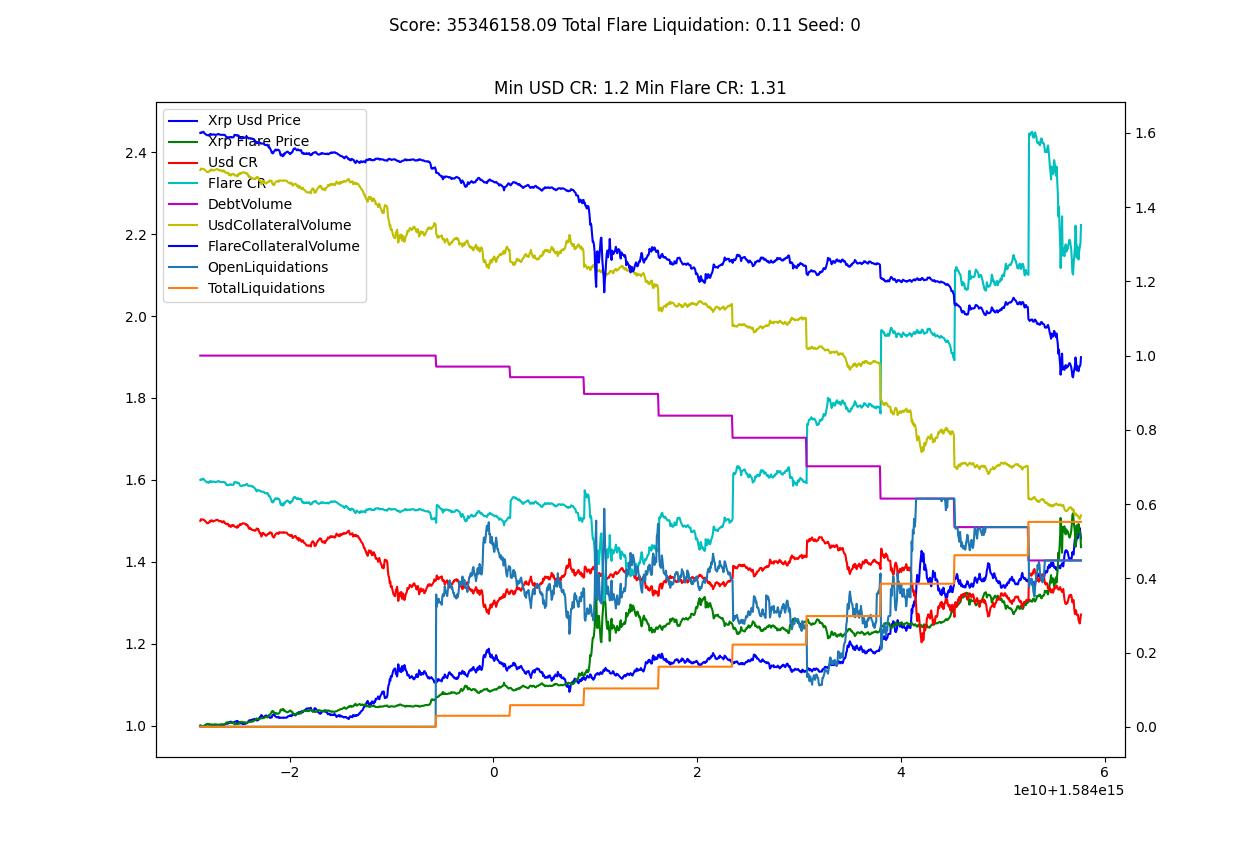 Score: 35346158.09 Total Flare Liquidation: 0.11 Seed: 0
Min USD CR: 1.2 Min Flare CR: 1.31
Xrp Usd Price
Xrp Flare Price
Usd CR
Flare CR
DebtVolume
UsdCollateralVolume
FlareCollateralVolume
OpenLiquidations
TotalLiquidations
2.4
2.2
2.0
1.8
1.6
1.4
1.2
1.0
1.6
1.4
1.2
1.0
0.8
0.6
0.4
0.2
0.0
−2
0
2
4
6
1e10+1.584e15